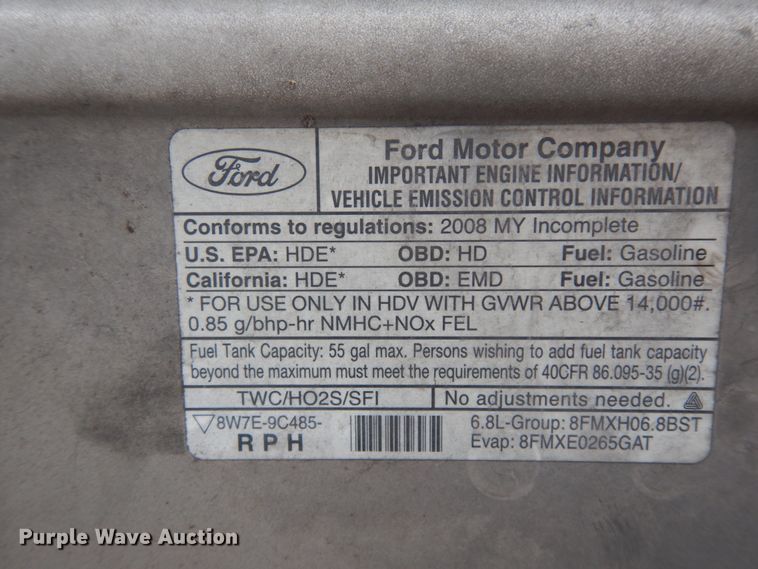 Ford
Ford Motor Company
IMPORTANT ENGINE INFORMATION/
VEHICLE EMISSION CONTROL INFORMATION
Conforms to regulations: 2008 MY Incomplete
U.S. EPA: HDE* OBD: HD Fuel: Gasoline
California: HDE* OBD: EMD Fuel: Gasoline
* FOR USE ONLY IN HDV WITH GVWR ABOVE 14,000#.
0.85 g/bhp-hr NMHC+NOx FEL
Fuel Tank Capacity: 55 gal max. Persons wishing to add fuel tank capacity
beyond the maximum must meet the requirements of 40CFR 86.095-35 (g)(2).
TWC/HO2S/SFI No adjustments needed.
8W7E-9C485-
RPH
6.8L-Group: 8FMXH06.8BST
Evap: 8FMXE0265GAT
Purple Wave Auction